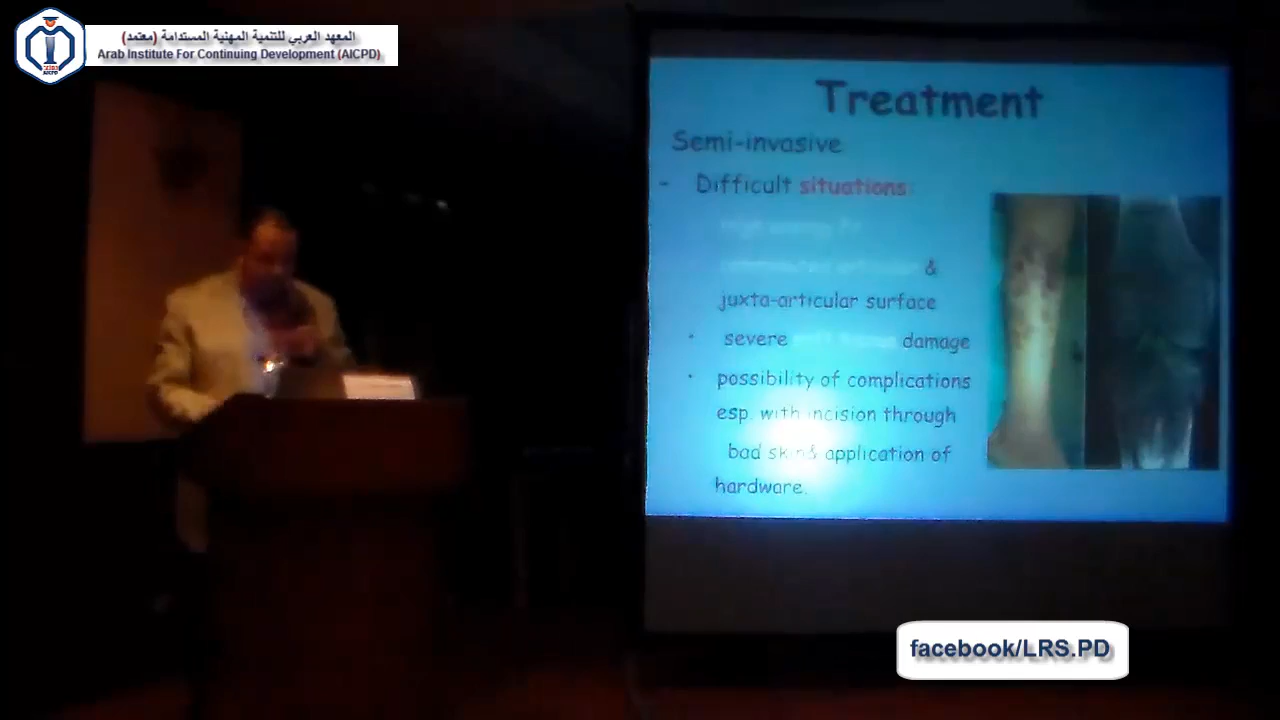 المعهد العربي للتنمية المهنية المستدامة (معتمد)
Arab Institute For Continuing Development (AICPD)
AICPD
Treatment
Semi-invasive
- Difficult situations:
&
juxta-articular surface
• severe damage
• possibility of complications
esp. with incision through
bad skin & application of
hardware.
facebook/LRS.PD